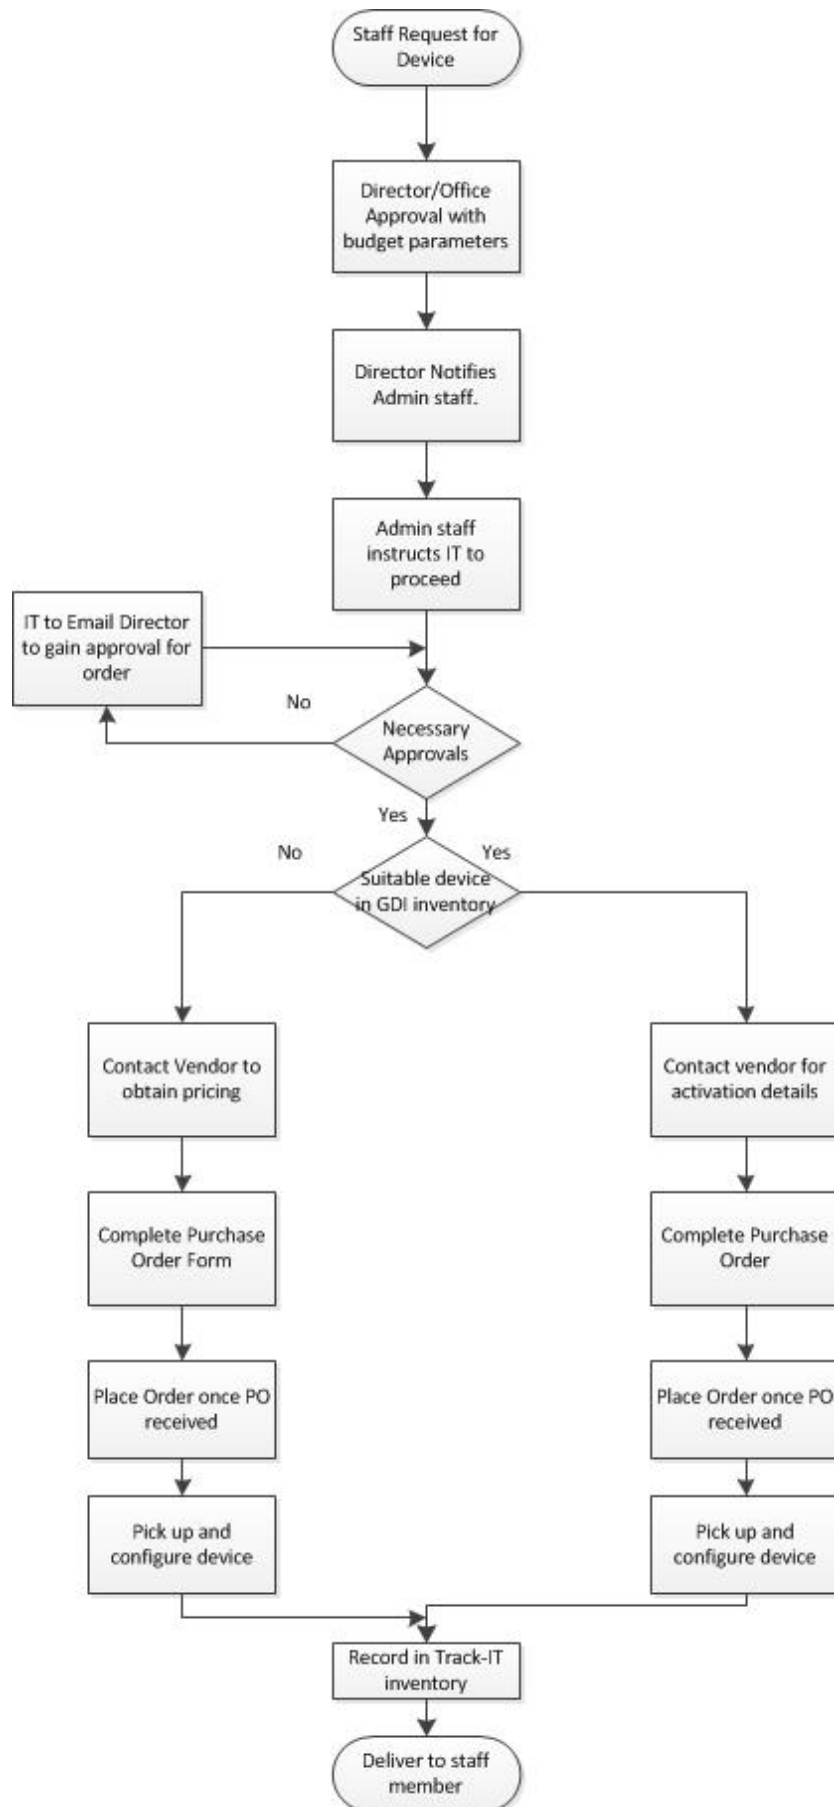 Staff Request for
Device
Director/Office
Approval with
budget parameters
Director Notifies
Admin staff.
Admin staff
instructs IT to
proceed
IT to Email Director
to gain approval for
order
No
Necessary
Approvals
Yes
No
Yes
Suitable device
in GDI inventory
Contact Vendor to
obtain pricing
Contact vendor for
activation details
Complete Purchase
Order Form
Complete Purchase
Order
Place Order once PO
received
Place Order once PO
received
Pick up and
configure device
Pick up and
configure device
Record in Track-IT
inventory
Deliver to staff
member